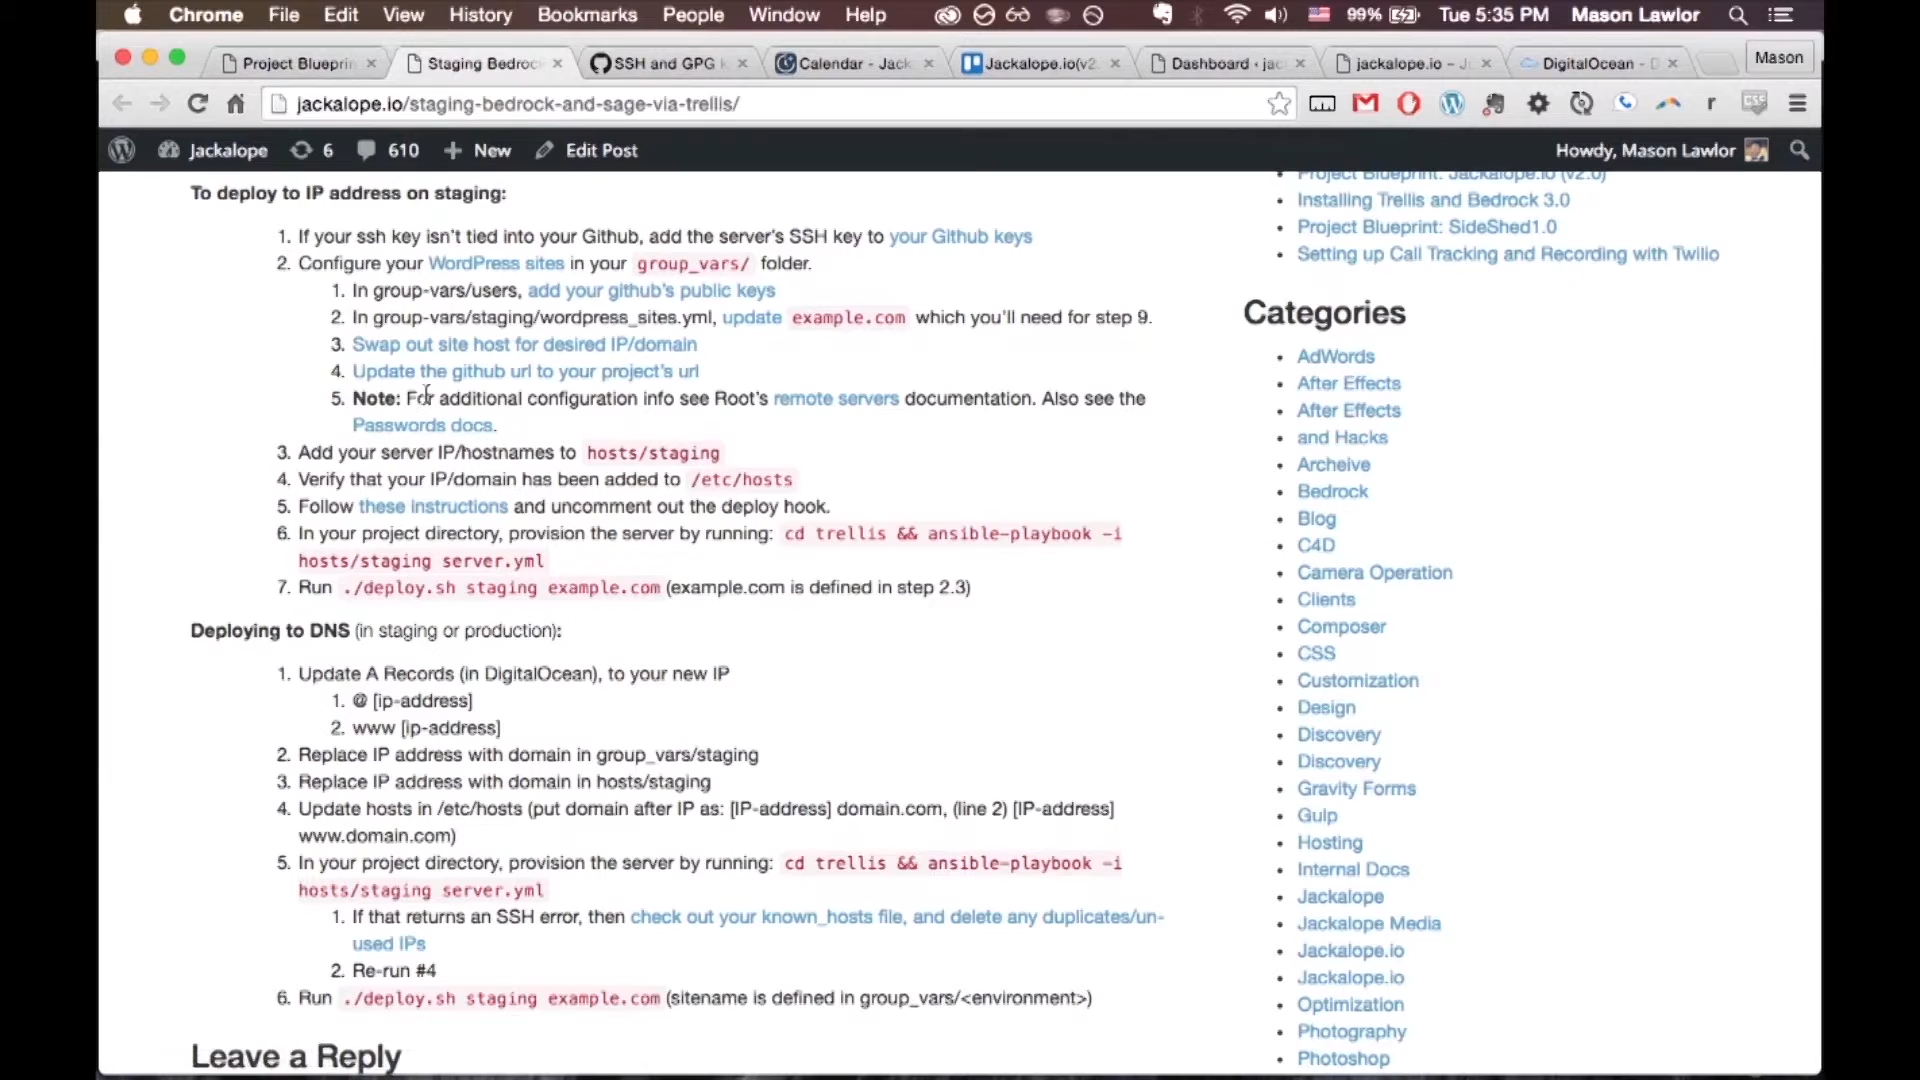 Chrome File Edit View History Bookmarks People Window Help 99% Tue 5:35 PM Mason Lawlor
Project Blueprin Staging Bedroc SSH and GPG k Calendar - Jack Jackalope.io(v2. Dashboard ‹ jac jackalope.io – J DigitalOcean - D Mason
jackalope.io/staging-bedrock-and-sage-via-trellis/
Jackalope 6 610 New Edit Post Howdy, Mason Lawlor
To deploy to IP address on staging:
1. If your ssh key isn't tied into your Github, add the server's SSH key to your Github keys
2. Configure your WordPress sites in your group_vars/ folder.
1. In group-vars/users, add your github's public keys
2. In group-vars/staging/wordpress_sites.yml, update example.com which you'll need for step 9.
3. Swap out site host for desired IP/domain
4. Update the github url to your project's url
5. Note: For additional configuration info see Root's remote servers documentation. Also see the
Passwords docs.
3. Add your server IP/hostnames to hosts/staging
4. Verify that your IP/domain has been added to /etc/hosts
5. Follow these instructions and uncomment out the deploy hook.
6. In your project directory, provision the server by running: cd trellis && ansible-playbook -i
hosts/staging server.yml
7. Run ./deploy.sh staging example.com (example.com is defined in step 2.3)
Deploying to DNS (in staging or production):
1. Update A Records (in DigitalOcean), to your new IP
1. @ [ip-address]
2. www [ip-address]
2. Replace IP address with domain in group_vars/staging
3. Replace IP address with domain in hosts/staging
4. Update hosts in /etc/hosts (put domain after IP as: [IP-address] domain.com, (line 2) [IP-address]
www.domain.com)
5. In your project directory, provision the server by running: cd trellis && ansible-playbook -i
hosts/staging server.yml
1. If that returns an SSH error, then check out your known_hosts file, and delete any duplicates/un-
used IPs
2. Re-run #4
6. Run ./deploy.sh staging example.com (sitename is defined in group_vars/<environment>)
Leave a Reply
Project Blueprint: Jackalope.io (v2.0)
Installing Trellis and Bedrock 3.0
Project Blueprint: SideShed1.0
Setting up Call Tracking and Recording with Twilio
Categories
AdWords
After Effects
After Effects
and Hacks
Archeive
Bedrock
Blog
C4D
Camera Operation
Clients
Composer
CSS
Customization
Design
Discovery
Discovery
Gravity Forms
Gulp
Hosting
Internal Docs
Jackalope
Jackalope Media
Jackalope.io
Jackalope.io
Optimization
Photography
Photoshop